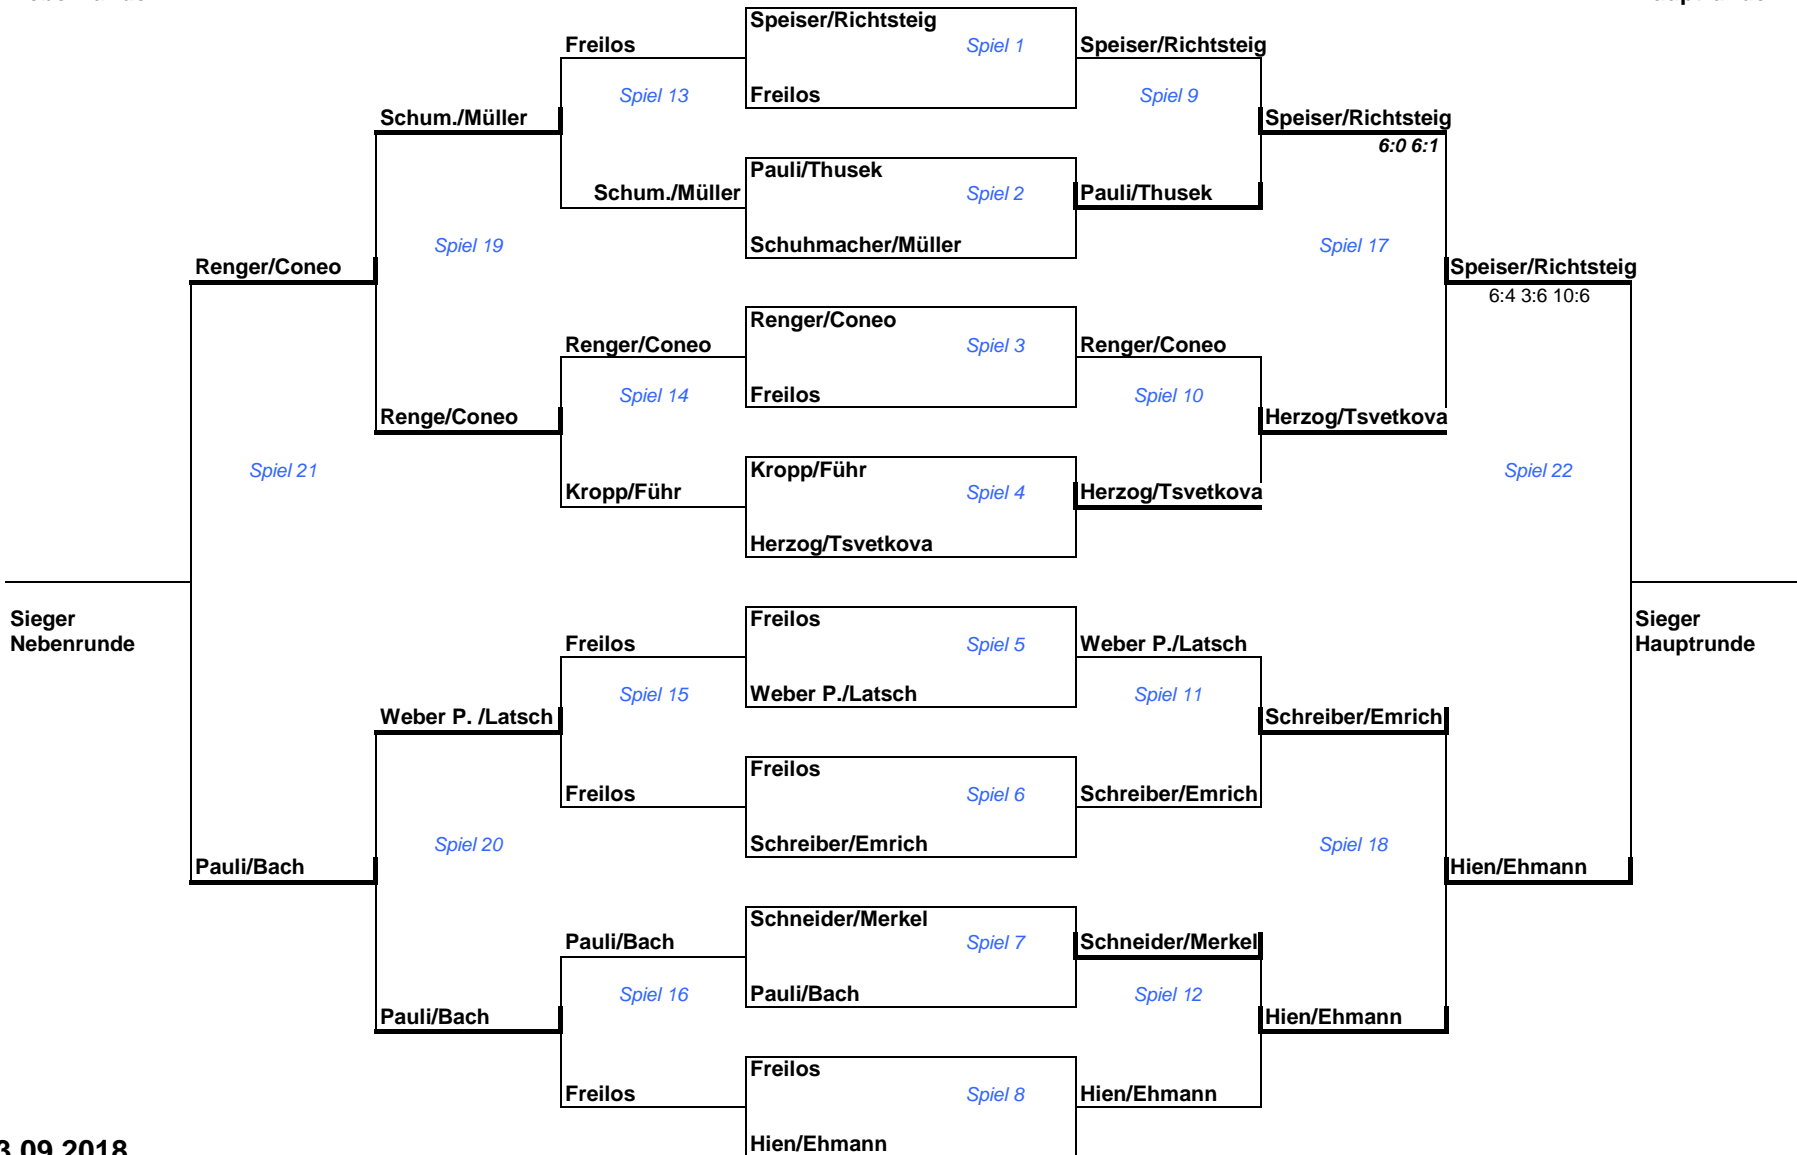 Speiser/Richtsteig
Freilos
Spiel 1
Speiser/Richtsteig
Spiel 13
Freilos
Spiel 9
Schum./Müller
Speiser/Richtsteig
6:0 6:1
Pauli/Thusek
Schum./Müller
Spiel 2
Pauli/Thusek
Spiel 19
Schuhmacher/Müller
Spiel 17
Renger/Coneo
Speiser/Richtsteig
6:4 3:6 10:6
Renger/Coneo
Renger/Coneo
Spiel 3
Renger/Coneo
Spiel 14
Freilos
Spiel 10
Renge/Coneo
Herzog/Tsvetkova
Spiel 21
Kropp/Führ
Spiel 22
Kropp/Führ
Spiel 4
Herzog/Tsvetkova
Herzog/Tsvetkova
Sieger
Nebenrunde
Freilos
Sieger
Hauptrunde
Freilos
Spiel 5
Weber P./Latsch
Spiel 15
Weber P./Latsch
Spiel 11
Weber P. /Latsch
Schreiber/Emrich
Freilos
Freilos
Spiel 6
Schreiber/Emrich
Spiel 20
Schreiber/Emrich
Spiel 18
Pauli/Bach
Hien/Ehmann
Schneider/Merkel
Pauli/Bach
Spiel 7
Schneider/Merkel
Spiel 16
Pauli/Bach
Spiel 12
Pauli/Bach
Hien/Ehmann
Freilos
Freilos
Spiel 8
Hien/Ehmann
Hien/Ehmann
3.09.2018